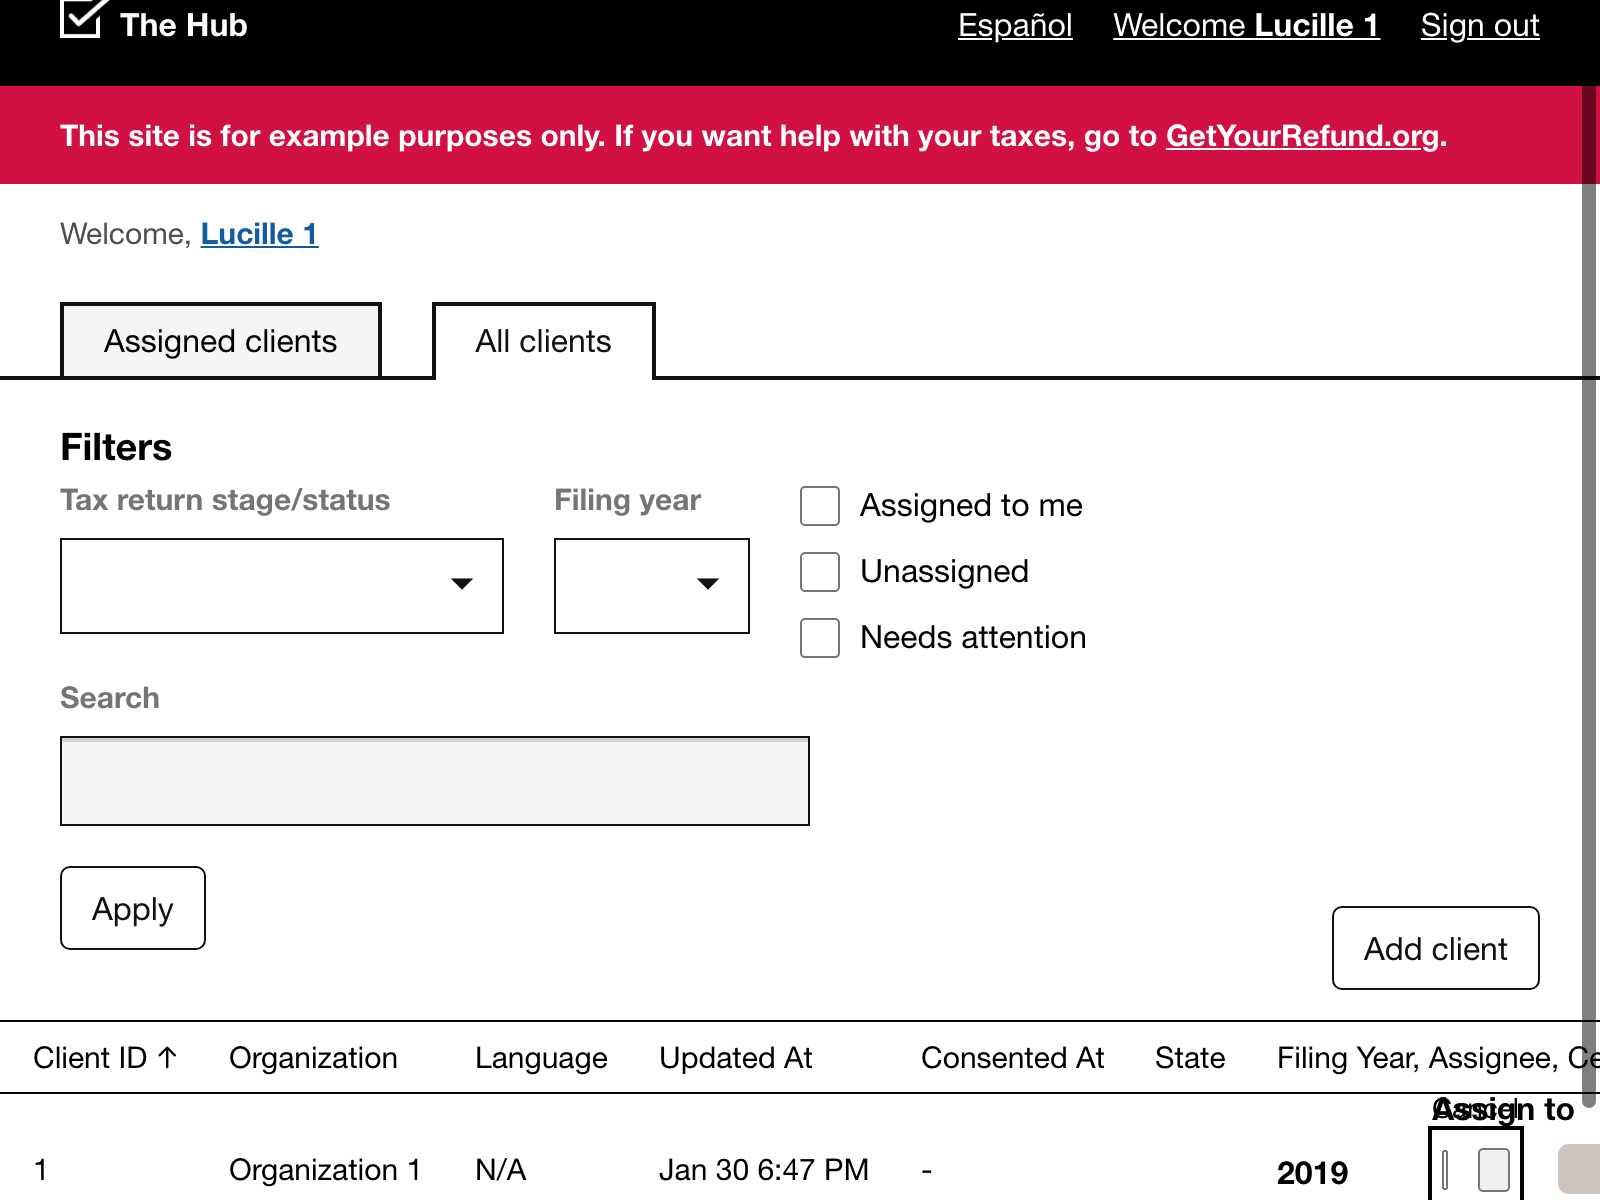 The Hub
Español Welcome Lucille 1 Sign out
This site is for example purposes only. If you want help with your taxes, go to GetYourRefund.org.
Welcome, Lucille 1
Assigned clients All clients
Filters
Tax return stage/status Filing year
Assigned to me
Unassigned
Needs attention
Search
Apply
Add client
Client ID ↑ Organization Language Updated At Consented At State Filing Year, Assignee,
Assign to
1 Organization 1 N/A Jan 30 6:47 PM - 2019